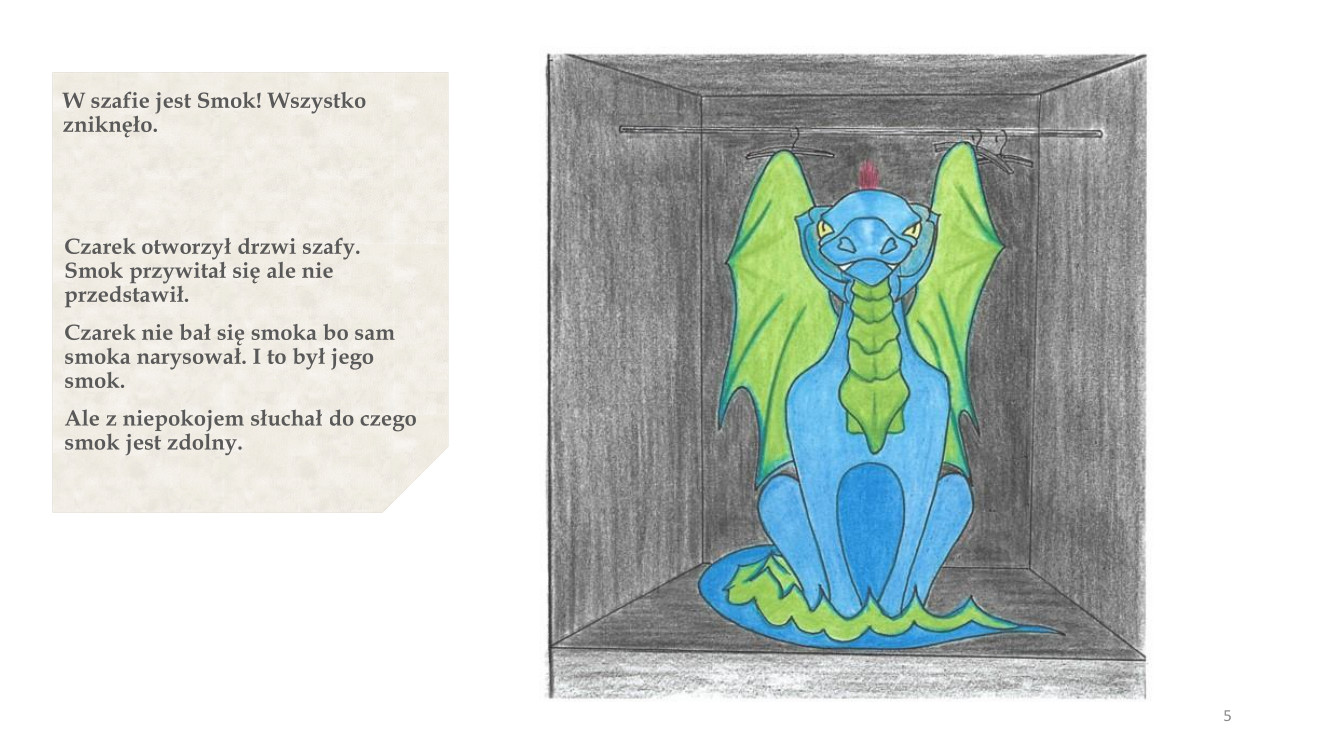 W szafie jest Smok! Wszystko
zniknęło.
Czarek otworzył drzwi szafy.
Smok przywitał się ale nie
przedstawił.
Czarek nie bał się smoka bo sam
smoka narysował. I to był jego
smok.
Ale z niepokojem słuchał do czego
smok jest zdolny.
5